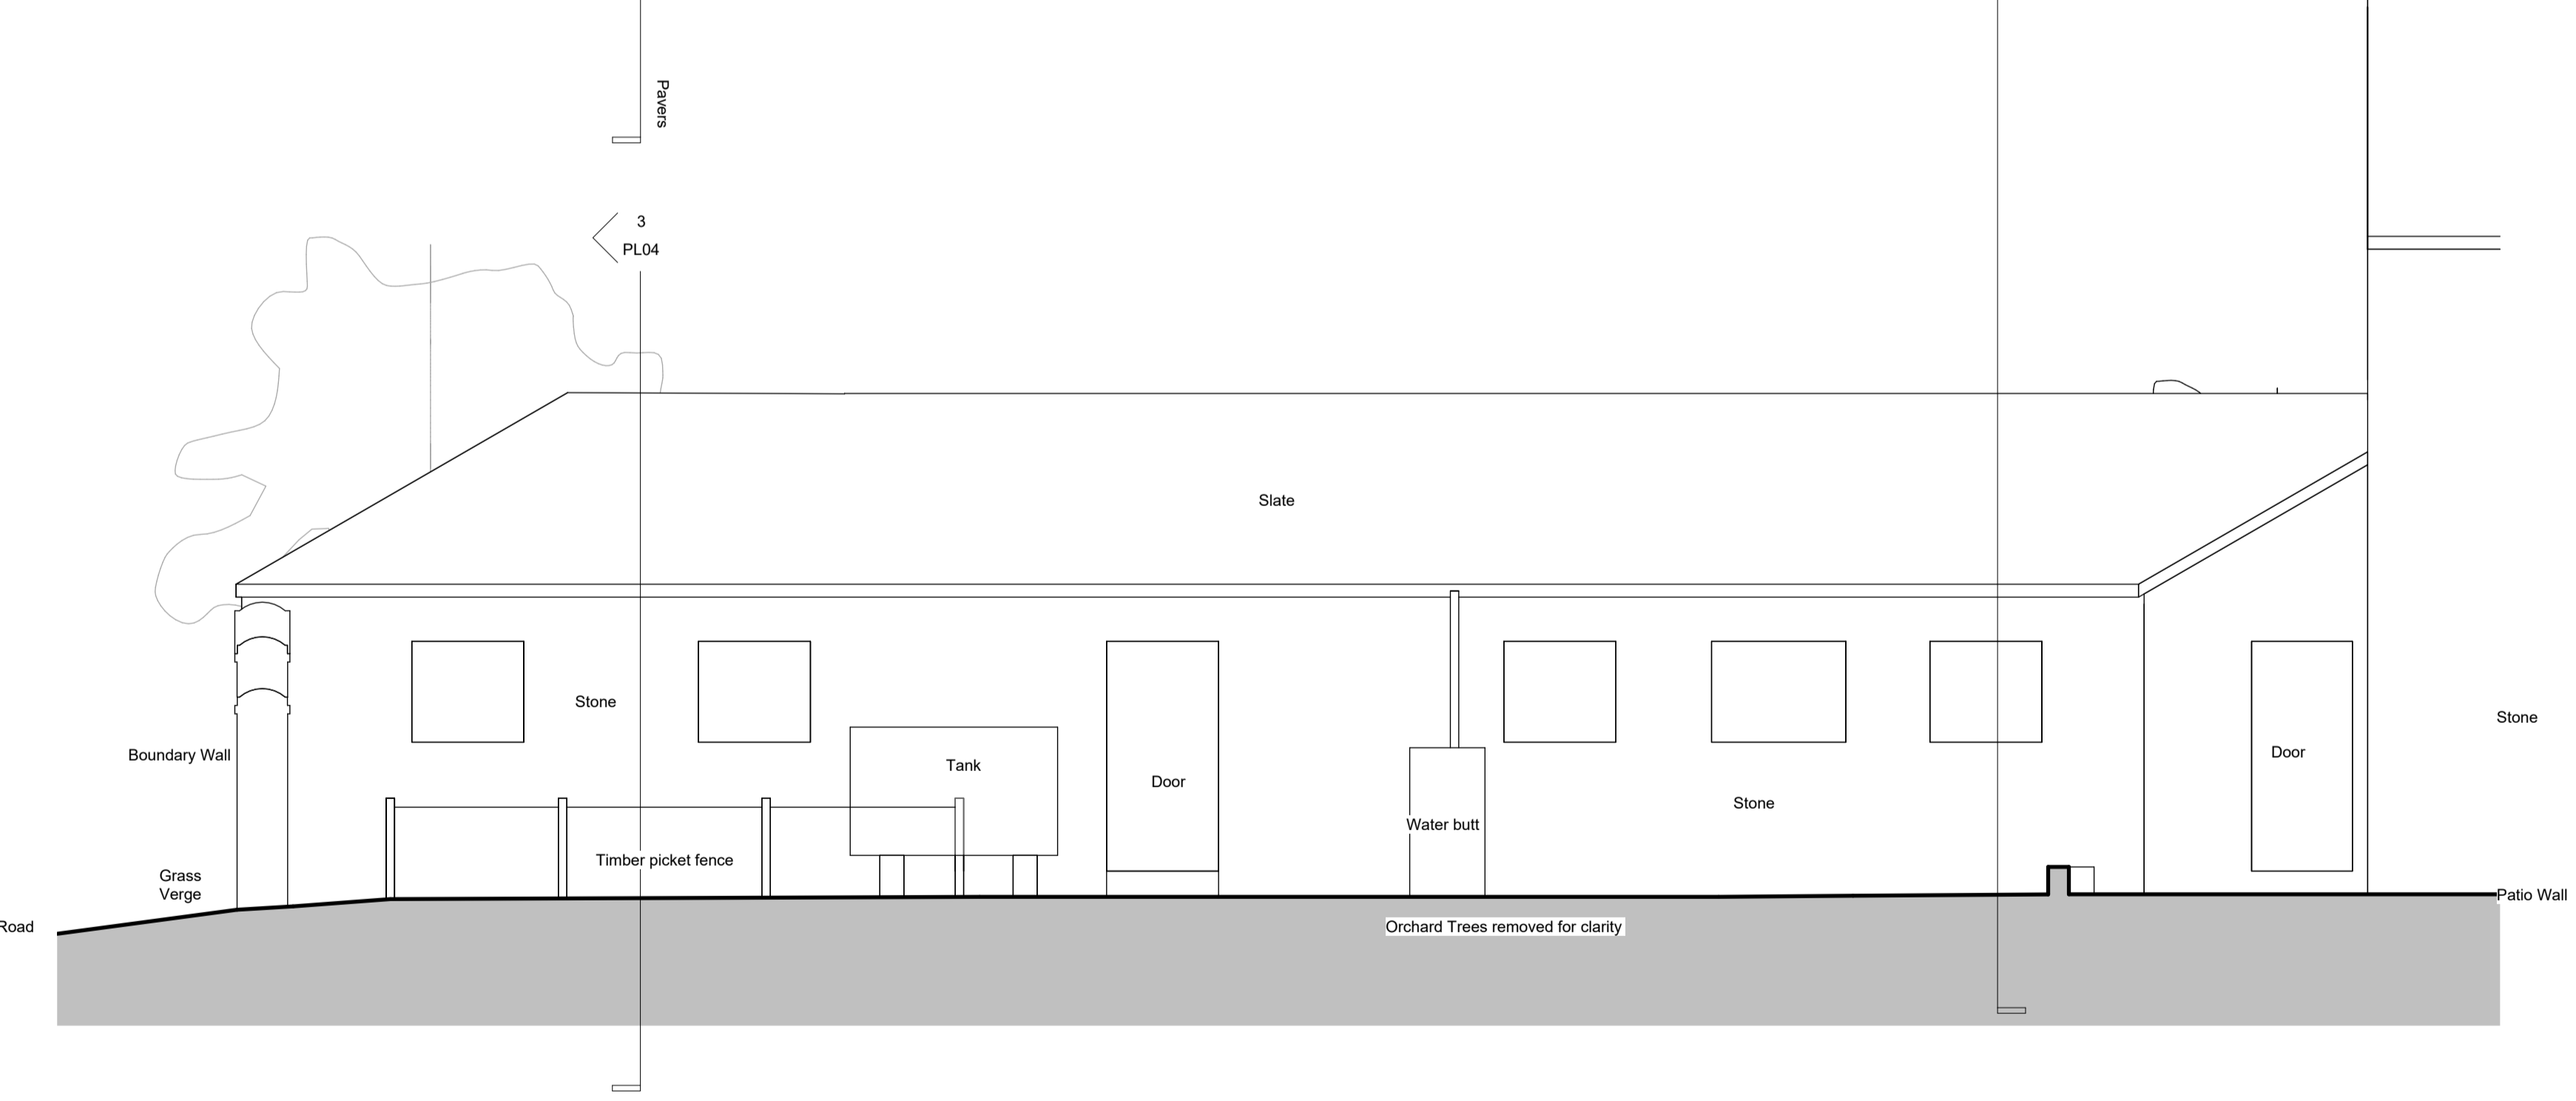 Pavers
3
PL04
Slate
Stone
Stone
Boundary Wall
Door
Tank
Door
Stone
Water butt
Timber picket fence
Grass
Verge
Patio Wall
Road
Orchard Trees removed for clarity